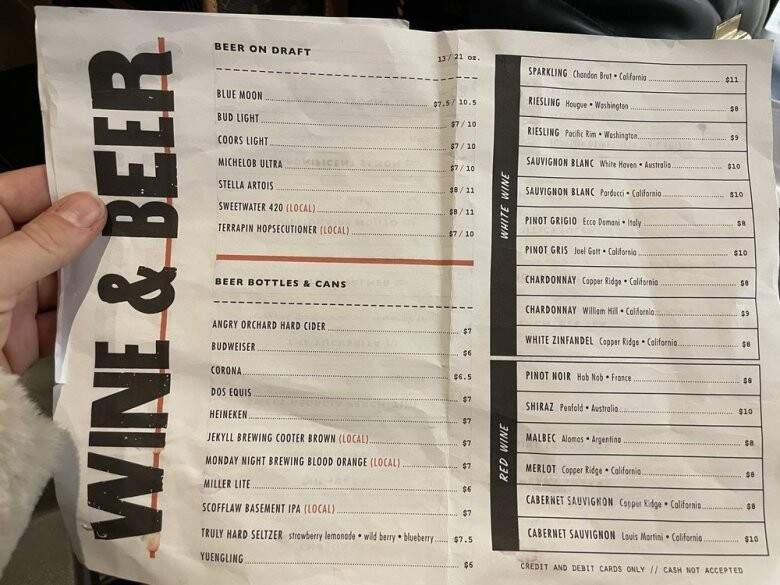 WINE & BEER
BEER ON DRAFT
13 / 21 oz.
BLUE MOON $7.5 / 10.5
BUD LIGHT $7 / 10
COORS LIGHT $7 / 10
MICHELOB ULTRA $7 / 10
STELLA ARTOIS $8 / 11
SWEETWATER 420 (LOCAL) $8 / 11
TERRAPIN HOPSECUTIONER (LOCAL) $7 / 10
BEER BOTTLES & CANS
ANGRY ORCHARD HARD CIDER $7
BUDWEISER $6
CORONA $6.5
DOS EQUIS $7
HEINEKEN $7
JEKYLL BREWING COOTER BROWN (LOCAL) $7
MONDAY NIGHT BREWING BLOOD ORANGE (LOCAL) $7
MILLER LITE $6
SCOFFLAW BASEMENT IPA (LOCAL) $7
TRULY HARD SELTZER strawberry lemonade • wild berry • blueberry $7.5
YUENGLING $6
WHITE WINE
SPARKLING Chandon Brut • California $11
RIESLING Hougue • Washington $8
RIESLING Pacific Rim • Washington $9
SAUVIGNON BLANC White Haven • Australia $10
SAUVIGNON BLANC Parducci • California $10
PINOT GRIGIO Ecco Domani • Italy $8
PINOT GRIS Joel Gott • California $10
CHARDONNAY Copper Ridge • California $8
CHARDONNAY William Hill • California $9
WHITE ZINFANDEL Copper Ridge • California $8
RED WINE
PINOT NOIR Hob Nob • France $8
SHIRAZ Penfold • Australia $10
MALBEC Alamos • Argentina $8
MERLOT Copper Ridge • California $8
CABERNET SAUVIGNON Copper Ridge • California $8
CABERNET SAUVIGNON Louis Martini • California $10
CREDIT AND DEBIT CARDS ONLY // CASH NOT ACCEPTED